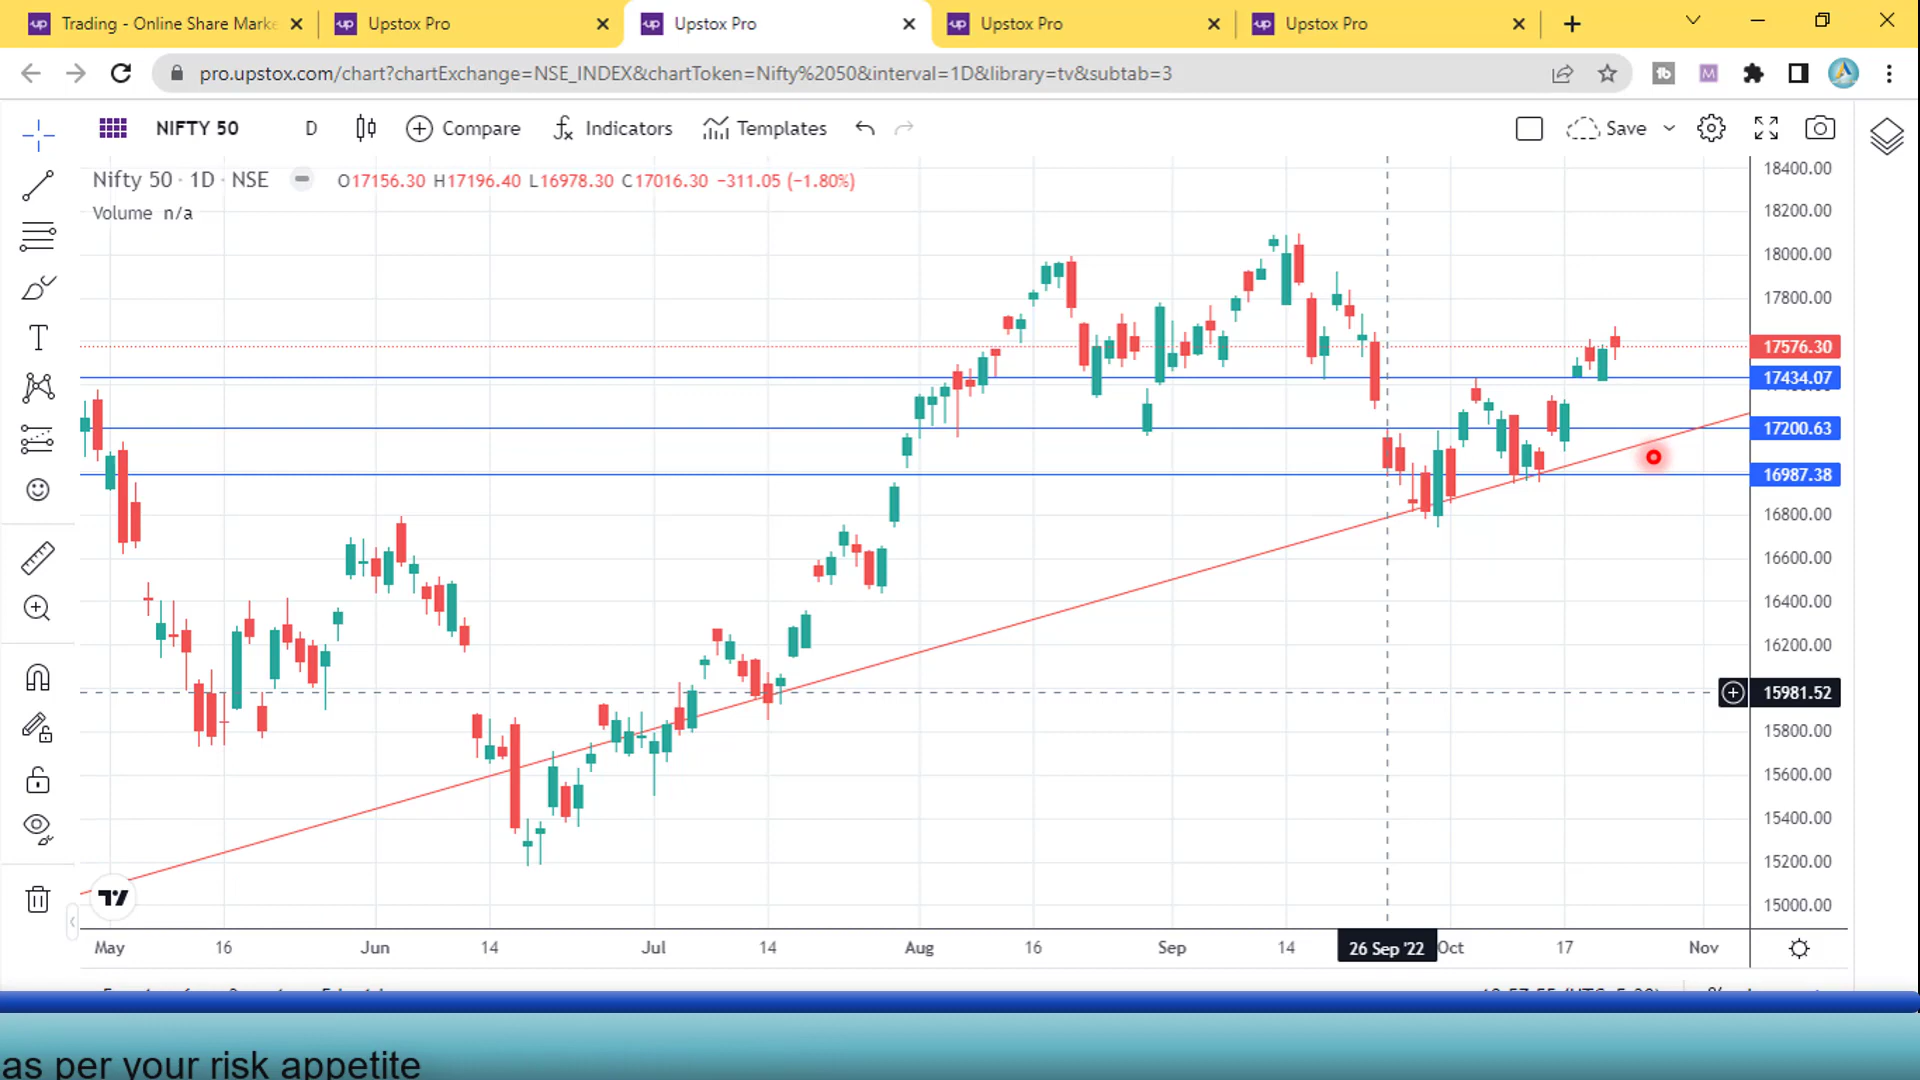 Trading - Online Share Marke
Upstox Pro
Upstox Pro
Upstox Pro
Upstox Pro
pro.upstox.com/chart?chartExchange=NSE_INDEX&chartToken=Nifty%2050&interval=1D&library=tv&subtab=3
NIFTY 50 D Compare Indicators Templates Save
Nifty 50 · 1D · NSE O17156.30 H17196.40 L16978.30 C17016.30 −311.05 (−1.80%)
Volume n/a
18400.00
18200.00
18000.00
17800.00
17576.30
17434.07
17200.63
16987.38
16800.00
16600.00
16400.00
16200.00
15981.52
15800.00
15600.00
15400.00
15200.00
15000.00
May 16 Jun 14 Jul 14 Aug 16 Sep 14 26 Sep '22 Oct 17 Nov
as per your risk appetite